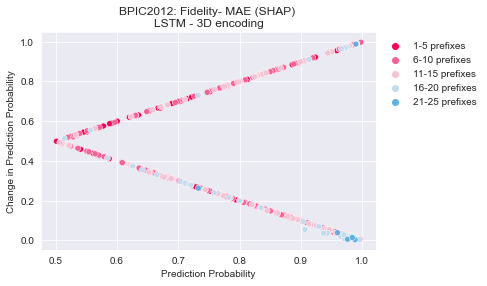 BPIC2012: Fidelity- MAE (SHAP)
LSTM - 3D encoding
Change in Prediction Probability
1.0
0.8
0.6
0.4
0.2
0.0
0.5 0.6 0.7 0.8 0.9 1.0
Prediction Probability
1-5 prefixes
6-10 prefixes
11-15 prefixes
16-20 prefixes
21-25 prefixes